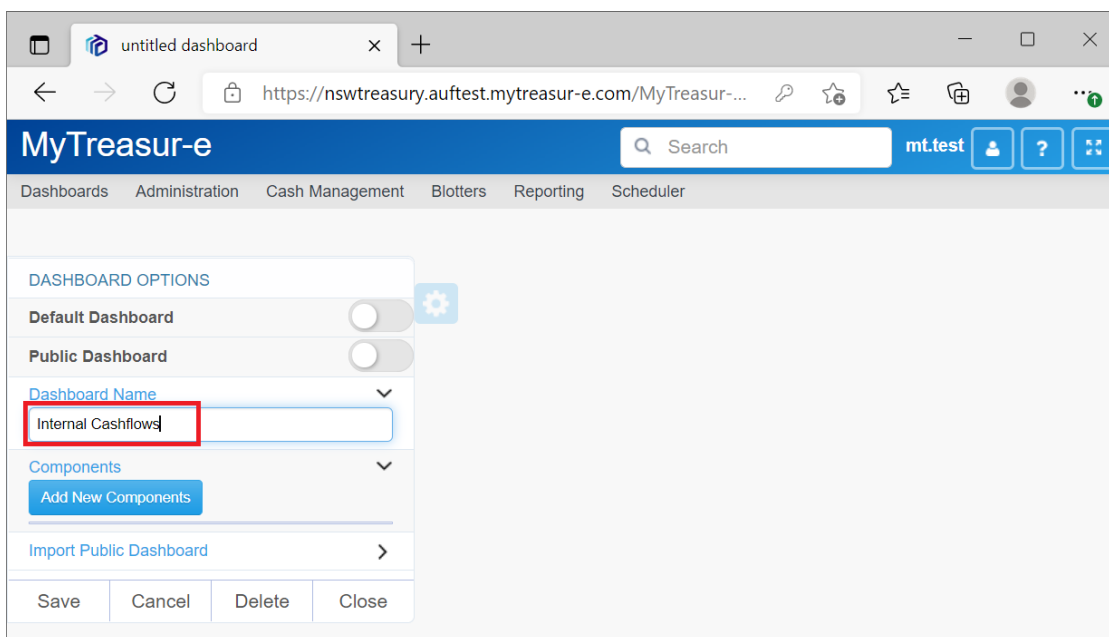 untitled dashboard
https://nswtreasury.auftest.mytreasur-e.com/MyTreasur-...
MyTreasur-e
Search
mt.test
?
Dashboards Administration Cash Management Blotters Reporting Scheduler
DASHBOARD OPTIONS
Default Dashboard
Public Dashboard
Dashboard Name
Internal Cashflows
Components
Add New Components
Import Public Dashboard
Save Cancel Delete Close